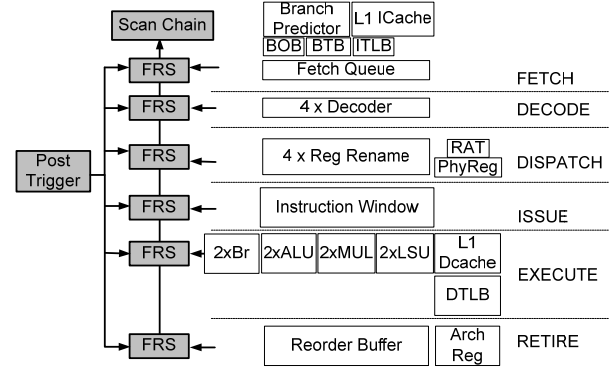 Scan Chain
Branch
Predictor
L1 ICache
BOB
BTB
ITLB
FRS
Fetch Queue
FETCH
FRS
4 x Decoder
DECODE
Post
Trigger
FRS
4 x Reg Rename
RAT
PhyReg
DISPATCH
FRS
Instruction Window
ISSUE
FRS
2xBr
2xALU
2xMUL
2xLSU
L1
Dcache
DTLB
EXECUTE
FRS
Reorder Buffer
Arch
Reg
RETIRE